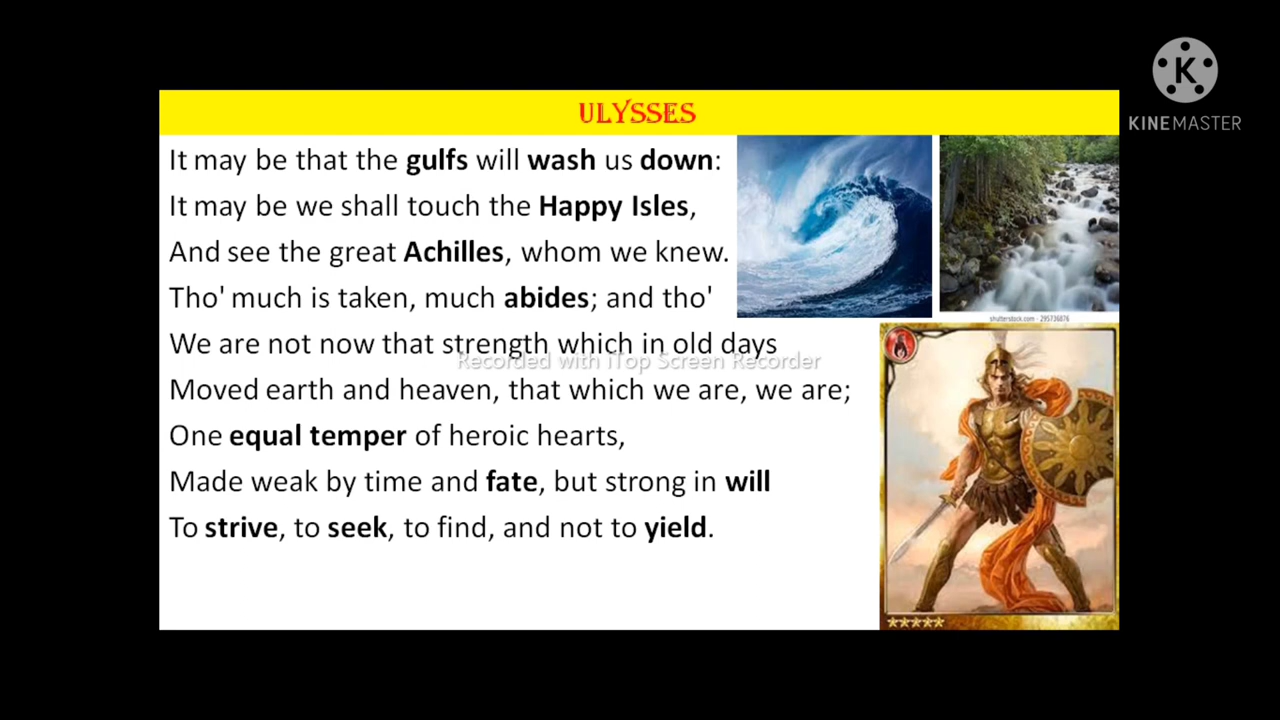 KINEMASTER
ULYSSES
It may be that the gulfs will wash us down:
It may be we shall touch the Happy Isles,
And see the great Achilles, whom we knew.
Tho' much is taken, much abides; and tho'
shutterstock.com · 295736876
We are not now that strength which in old days
Recorded with iTop Screen Recorder
Moved earth and heaven, that which we are, we are;
One equal temper of heroic hearts,
Made weak by time and fate, but strong in will
To strive, to seek, to find, and not to yield.